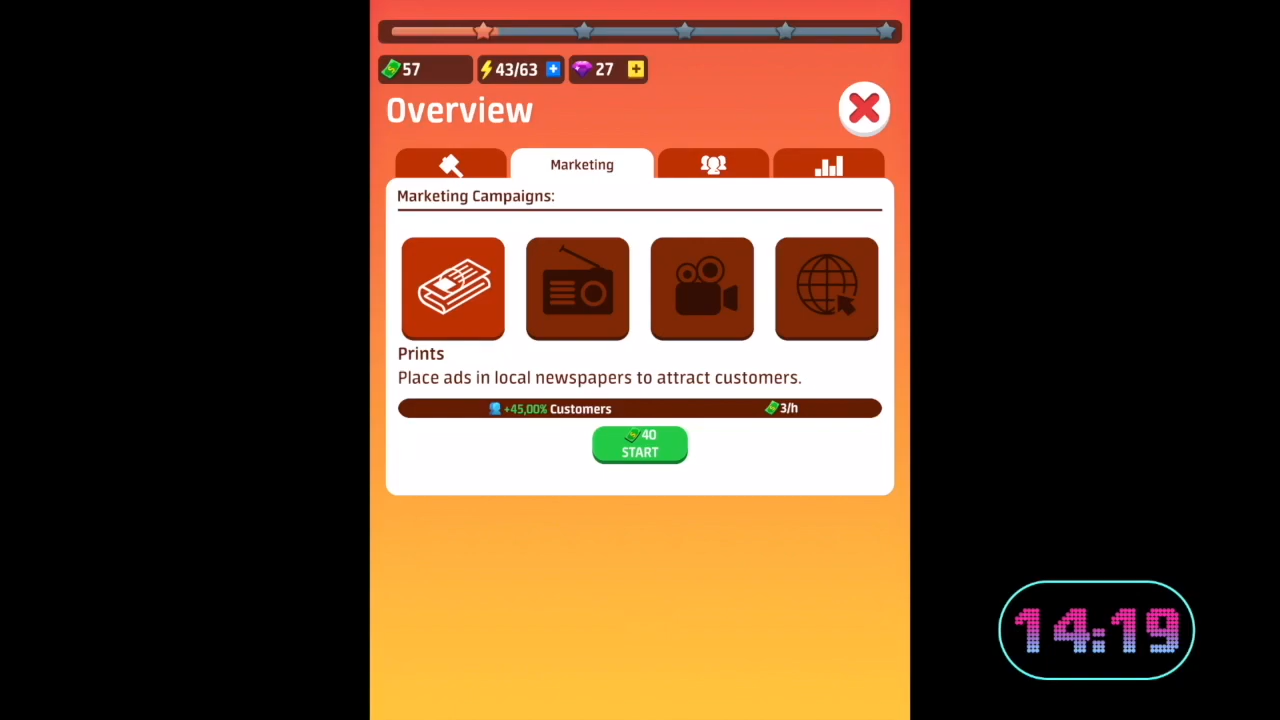 57
43/63
27
Overview
Marketing
Marketing Campaigns:
Prints
Place ads in local newspapers to attract customers.
+45,00% Customers
3/h
40
START
14:19